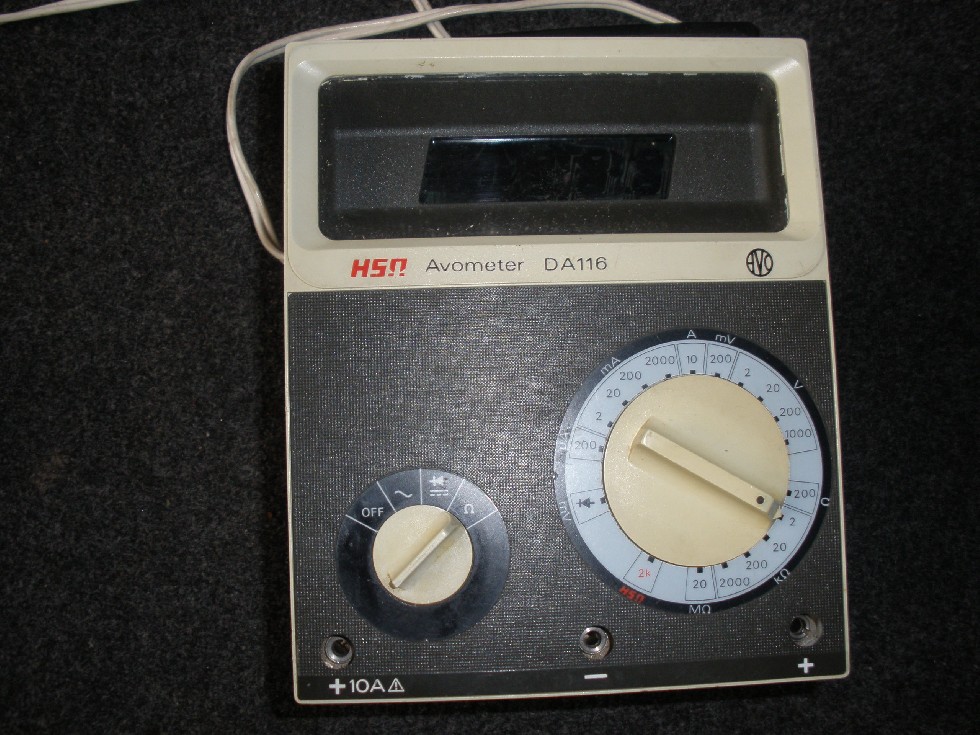 HSΩ Avometer DA116 AVO
A mV
mA V
2000 10 200 2
200 20
20 200
2 1000
200
200 Ω
2
20
200 kΩ
2k 20 2000
HSΩ MΩ
OFF ~ Ω
+10A⚠ − +